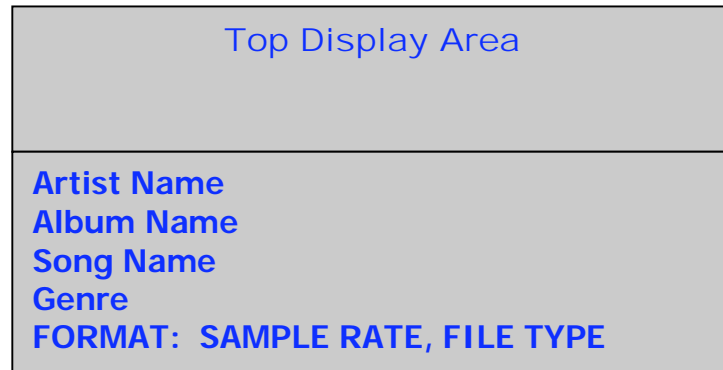 Top Display Area
Artist Name
Album Name
Song Name
Genre
FORMAT: SAMPLE RATE, FILE TYPE